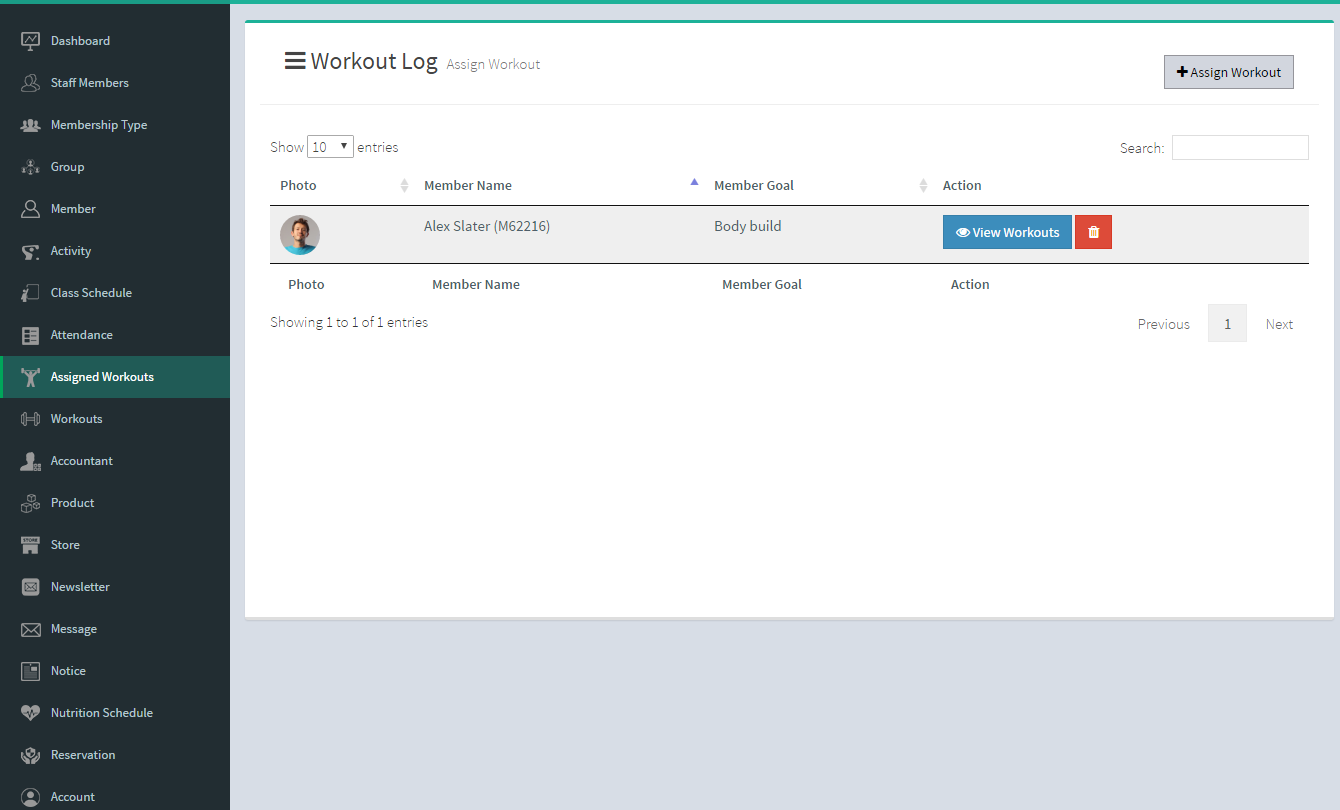 Dashboard
Staff Members
Membership Type
Group
Member
Activity
Class Schedule
Attendance
Assigned Workouts
Workouts
Accountant
Product
STORE
Store
Newsletter
Message
Notice
Nutrition Schedule
Reservation
Account
Workout Log Assign Workout
Assign Workout
Show 10 entries
Search:
Photo Member Name Member Goal Action
Alex Slater (M62216) Body build View Workouts
Photo Member Name Member Goal Action
Showing 1 to 1 of 1 entries
Previous 1 Next